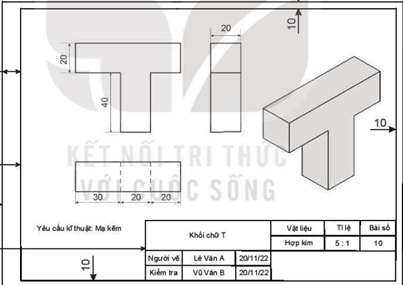 20
10
20
40
10
KẾT NỐI TRI THỨC
VỚI CUỘC SỐNG
30 20 20
Yêu cầu kĩ thuật: Mạ kẽm
Khối chữ T
Vật liệu Tỉ lệ Bài số
Hợp kim 5 : 1 10
Người vẽ Lê Văn A 20/11/22
Kiểm tra Vũ Văn B 20/11/22
10